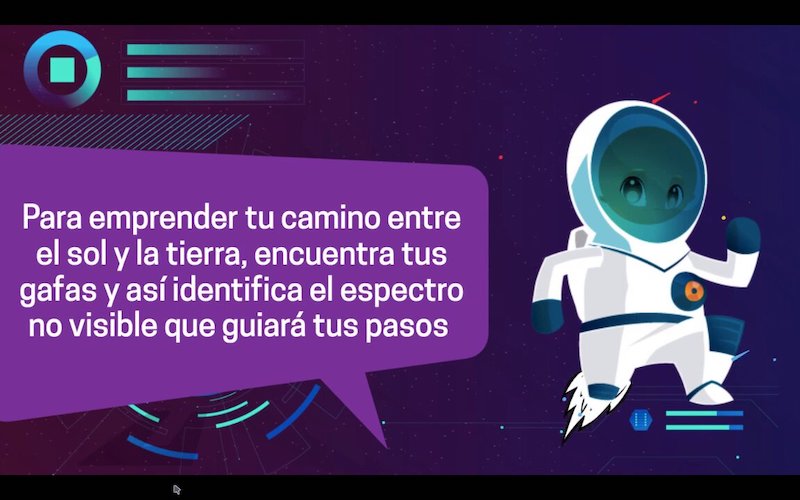 Para emprender tu camino entre
el sol y la tierra, encuentra tus
gafas y así identifica el espectro
no visible que guiará tus pasos